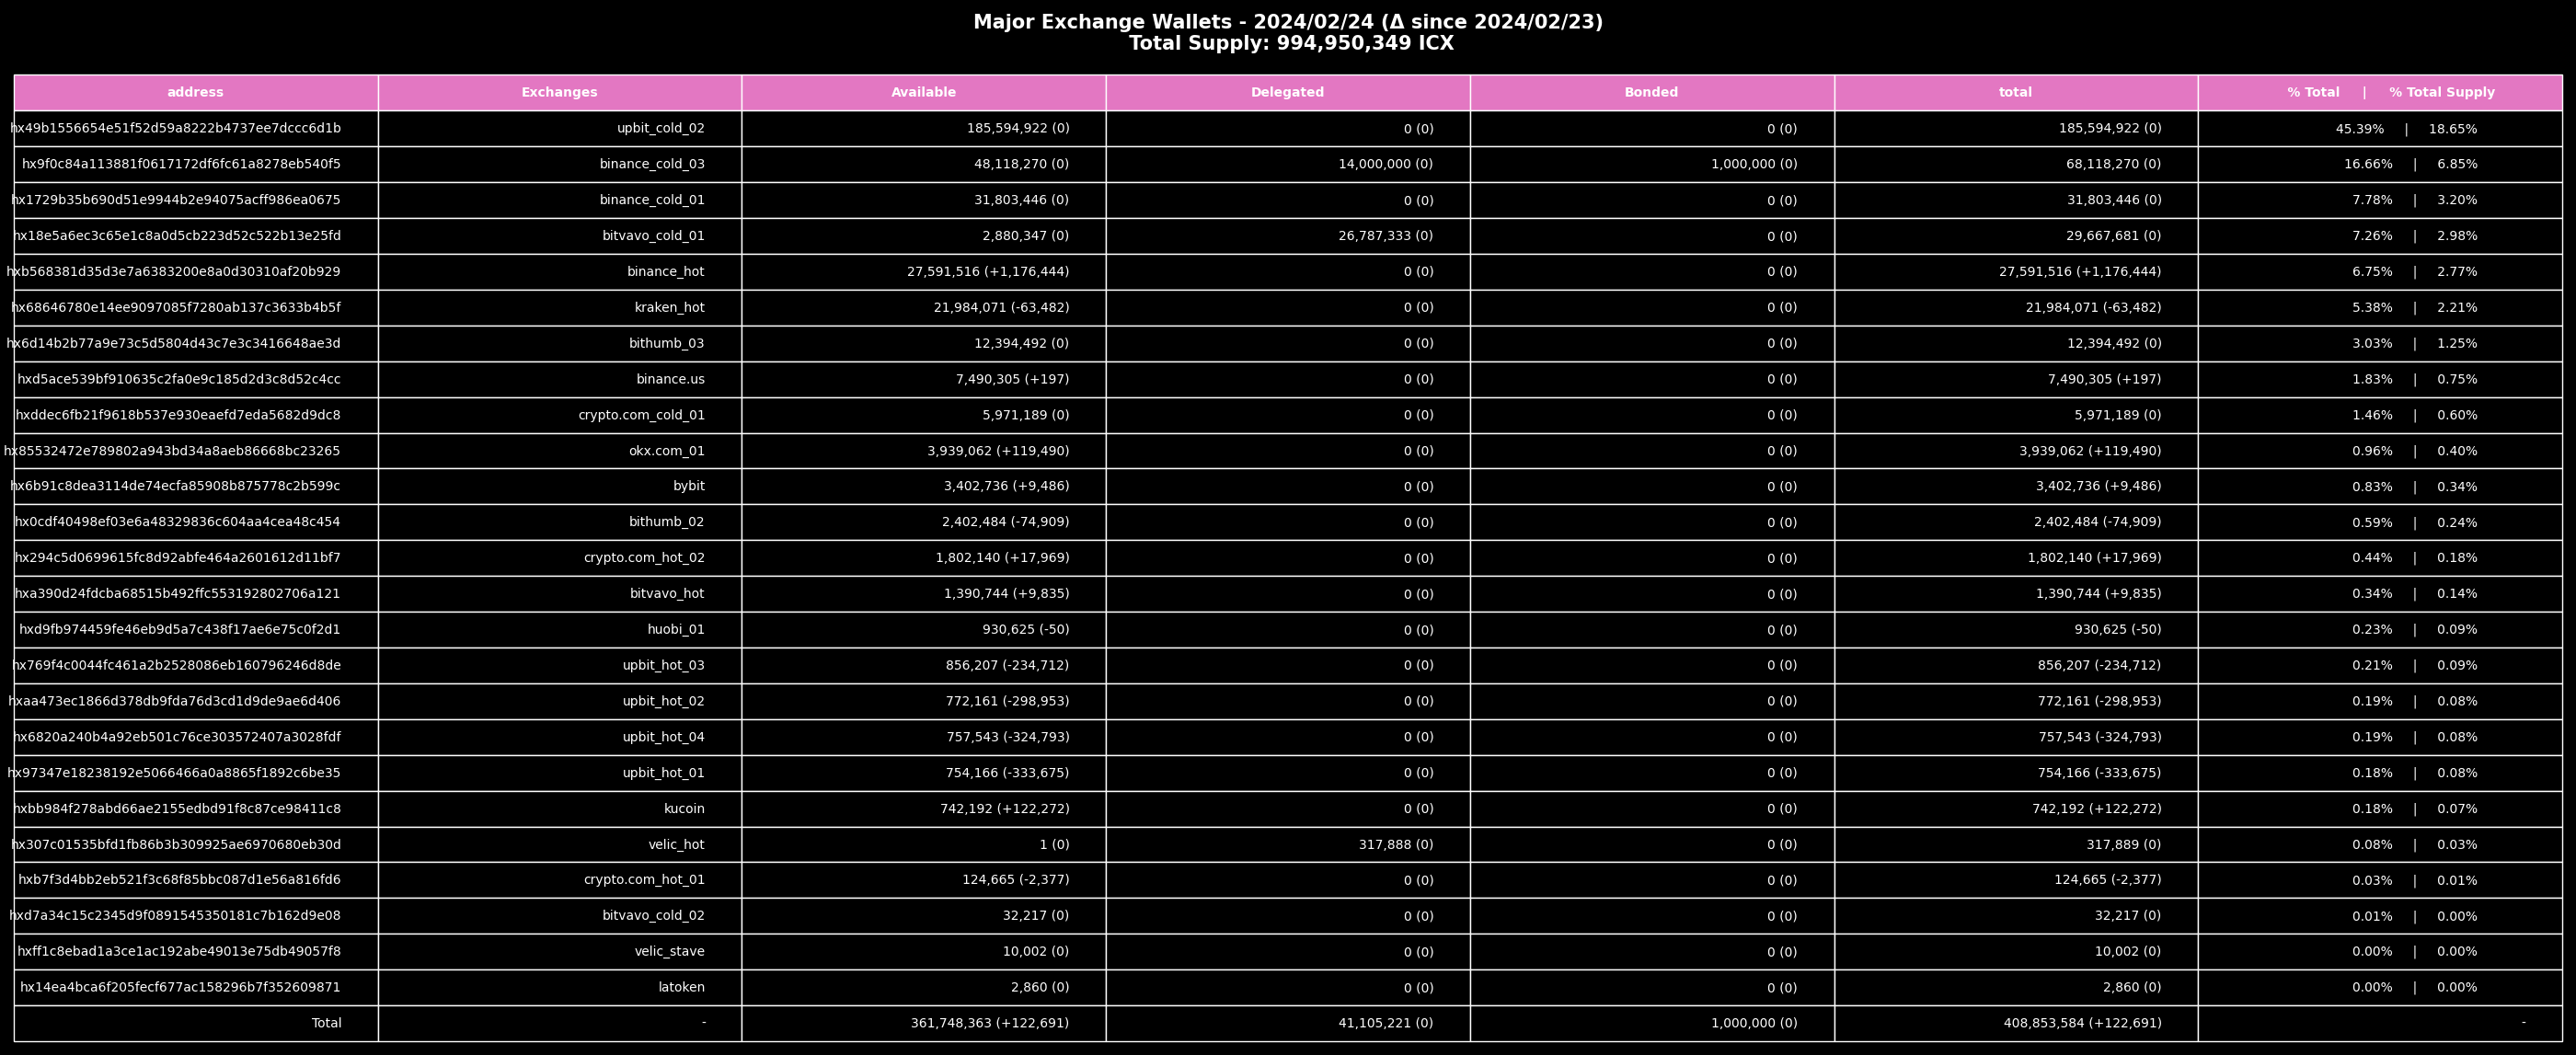 Major Exchange Wallets - 2024/02/24 (Δ since 2024/02/23)
Total Supply: 994,950,349 ICX
address Exchanges Available Delegated Bonded total % Total | % Total Supply
hx49b1556654e51f52d59a8222b4737ee7dccc6d1b upbit_cold_02 185,594,922 (0) 0 (0) 0 (0) 185,594,922 (0) 45.39% | 18.65%
hx9f0c84a113881f0617172df6fc61a8278eb540f5 binance_cold_03 48,118,270 (0) 14,000,000 (0) 1,000,000 (0) 68,118,270 (0) 16.66% | 6.85%
hx1729b35b690d51e9944b2e94075acff986ea0675 binance_cold_01 31,803,446 (0) 0 (0) 0 (0) 31,803,446 (0) 7.78% | 3.20%
hx18e5a6ec3c65e1c8a0d5cb223d52c522b13e25fd bitvavo_cold_01 2,880,347 (0) 26,787,333 (0) 0 (0) 29,667,681 (0) 7.26% | 2.98%
hxb568381d35d3e7a6383200e8a0d30310af20b929 binance_hot 27,591,516 (+1,176,444) 0 (0) 0 (0) 27,591,516 (+1,176,444) 6.75% | 2.77%
hx68646780e14ee9097085f7280ab137c3633b4b5f kraken_hot 21,984,071 (-63,482) 0 (0) 0 (0) 21,984,071 (-63,482) 5.38% | 2.21%
hx6d14b2b77a9e73c5d5804d43c7e3c3416648ae3d bithumb_03 12,394,492 (0) 0 (0) 0 (0) 12,394,492 (0) 3.03% | 1.25%
hxd5ace539bf910635c2fa0e9c185d2d3c8d52c4cc binance.us 7,490,305 (+197) 0 (0) 0 (0) 7,490,305 (+197) 1.83% | 0.75%
hxddec6fb21f9618b537e930eaefd7eda5682d9dc8 crypto.com_cold_01 5,971,189 (0) 0 (0) 0 (0) 5,971,189 (0) 1.46% | 0.60%
hx85532472e789802a943bd34a8aeb86668bc23265 okx.com_01 3,939,062 (+119,490) 0 (0) 0 (0) 3,939,062 (+119,490) 0.96% | 0.40%
hx6b91c8dea3114de74ecfa85908b875778c2b599c bybit 3,402,736 (+9,486) 0 (0) 0 (0) 3,402,736 (+9,486) 0.83% | 0.34%
hx0cdf40498ef03e6a48329836c604aa4cea48c454 bithumb_02 2,402,484 (-74,909) 0 (0) 0 (0) 2,402,484 (-74,909) 0.59% | 0.24%
hx294c5d0699615fc8d92abfe464a2601612d11bf7 crypto.com_hot_02 1,802,140 (+17,969) 0 (0) 0 (0) 1,802,140 (+17,969) 0.44% | 0.18%
hxa390d24fdcba68515b492ffc553192802706a121 bitvavo_hot 1,390,744 (+9,835) 0 (0) 0 (0) 1,390,744 (+9,835) 0.34% | 0.14%
hxd9fb974459fe46eb9d5a7c438f17ae6e75c0f2d1 huobi_01 930,625 (-50) 0 (0) 0 (0) 930,625 (-50) 0.23% | 0.09%
hx769f4c0044fc461a2b2528086eb160796246d8de upbit_hot_03 856,207 (-234,712) 0 (0) 0 (0) 856,207 (-234,712) 0.21% | 0.09%
hxaa473ec1866d378db9fda76d3cd1d9de9ae6d406 upbit_hot_02 772,161 (-298,953) 0 (0) 0 (0) 772,161 (-298,953) 0.19% | 0.08%
hx6820a240b4a92eb501c76ce303572407a3028fdf upbit_hot_04 757,543 (-324,793) 0 (0) 0 (0) 757,543 (-324,793) 0.19% | 0.08%
hx97347e18238192e5066466a0a8865f1892c6be35 upbit_hot_01 754,166 (-333,675) 0 (0) 0 (0) 754,166 (-333,675) 0.18% | 0.08%
hxbb984f278abd66ae2155edbd91f8c87ce98411c8 kucoin 742,192 (+122,272) 0 (0) 0 (0) 742,192 (+122,272) 0.18% | 0.07%
hx307c01535bfd1fb86b3b309925ae6970680eb30d velic_hot 1 (0) 317,888 (0) 0 (0) 317,889 (0) 0.08% | 0.03%
hxb7f3d4bb2eb521f3c68f85bbc087d1e56a816fd6 crypto.com_hot_01 124,665 (-2,377) 0 (0) 0 (0) 124,665 (-2,377) 0.03% | 0.01%
hxd7a34c15c2345d9f0891545350181c7b162d9e08 bitvavo_cold_02 32,217 (0) 0 (0) 0 (0) 32,217 (0) 0.01% | 0.00%
hxff1c8ebad1a3ce1ac192abe49013e75db49057f8 velic_stave 10,002 (0) 0 (0) 0 (0) 10,002 (0) 0.00% | 0.00%
hx14ea4bca6f205fecf677ac158296b7f352609871 latoken 2,860 (0) 0 (0) 0 (0) 2,860 (0) 0.00% | 0.00%
Total - 361,748,363 (+122,691) 41,105,221 (0) 1,000,000 (0) 408,853,584 (+122,691) -